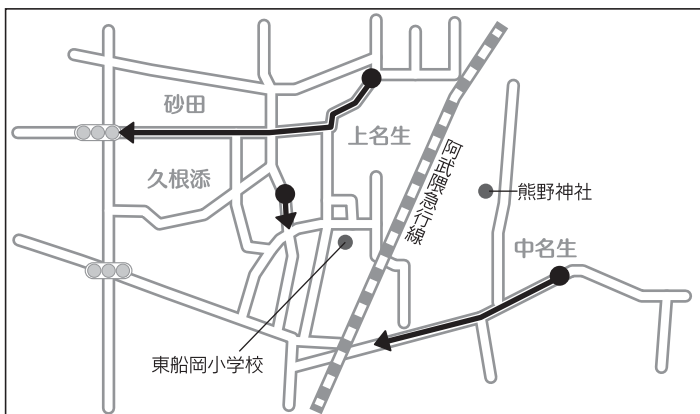 砂田
上名生
久根添
阿武隈急行線
熊野神社
中名生
東船岡小学校